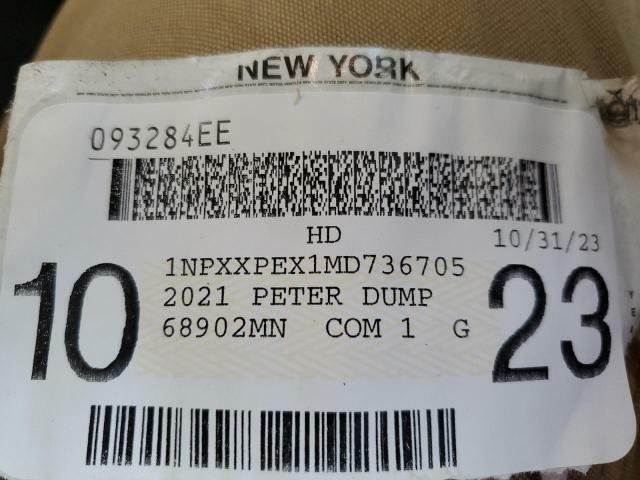 NEW YORK
093284EE
HD 10/31/23
10 1NPXXPEX1MD736705 23
2021 PETER DUMP
68902MN COM 1 G